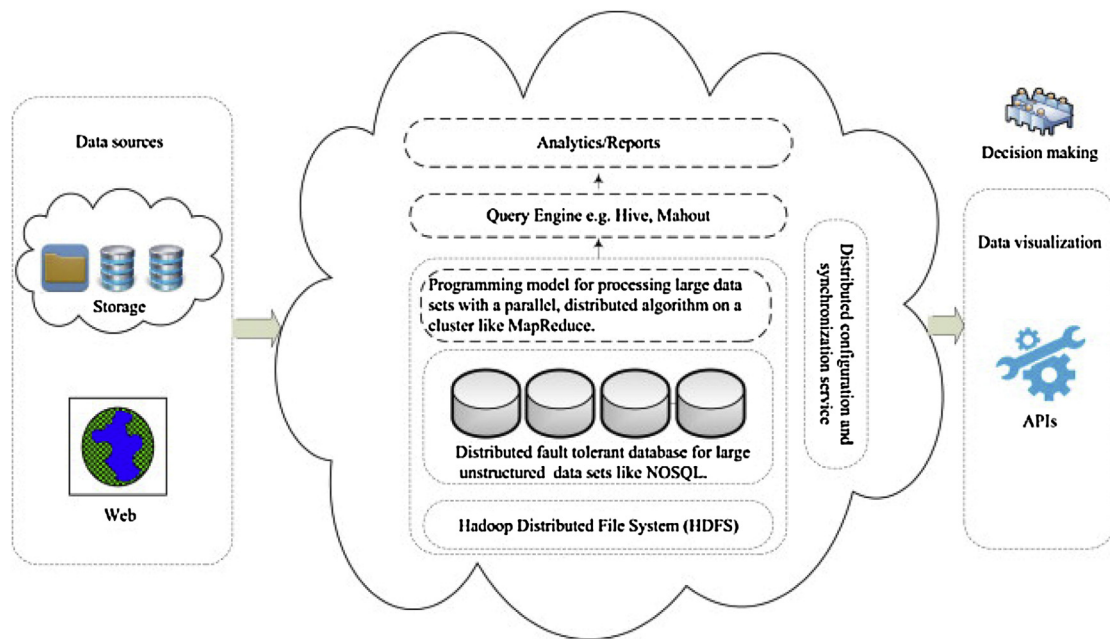 Data sources
Storage
Web
Analytics/Reports
Query Engine e.g. Hive, Mahout
Programming model for processing large data
sets with a parallel, distributed algorithm on a
cluster like MapReduce.
Distributed fault tolerant database for large
unstructured data sets like NOSQL.
Hadoop Distributed File System (HDFS)
Distributed configuration and
synchronization service
Decision making
Data visualization
APIs